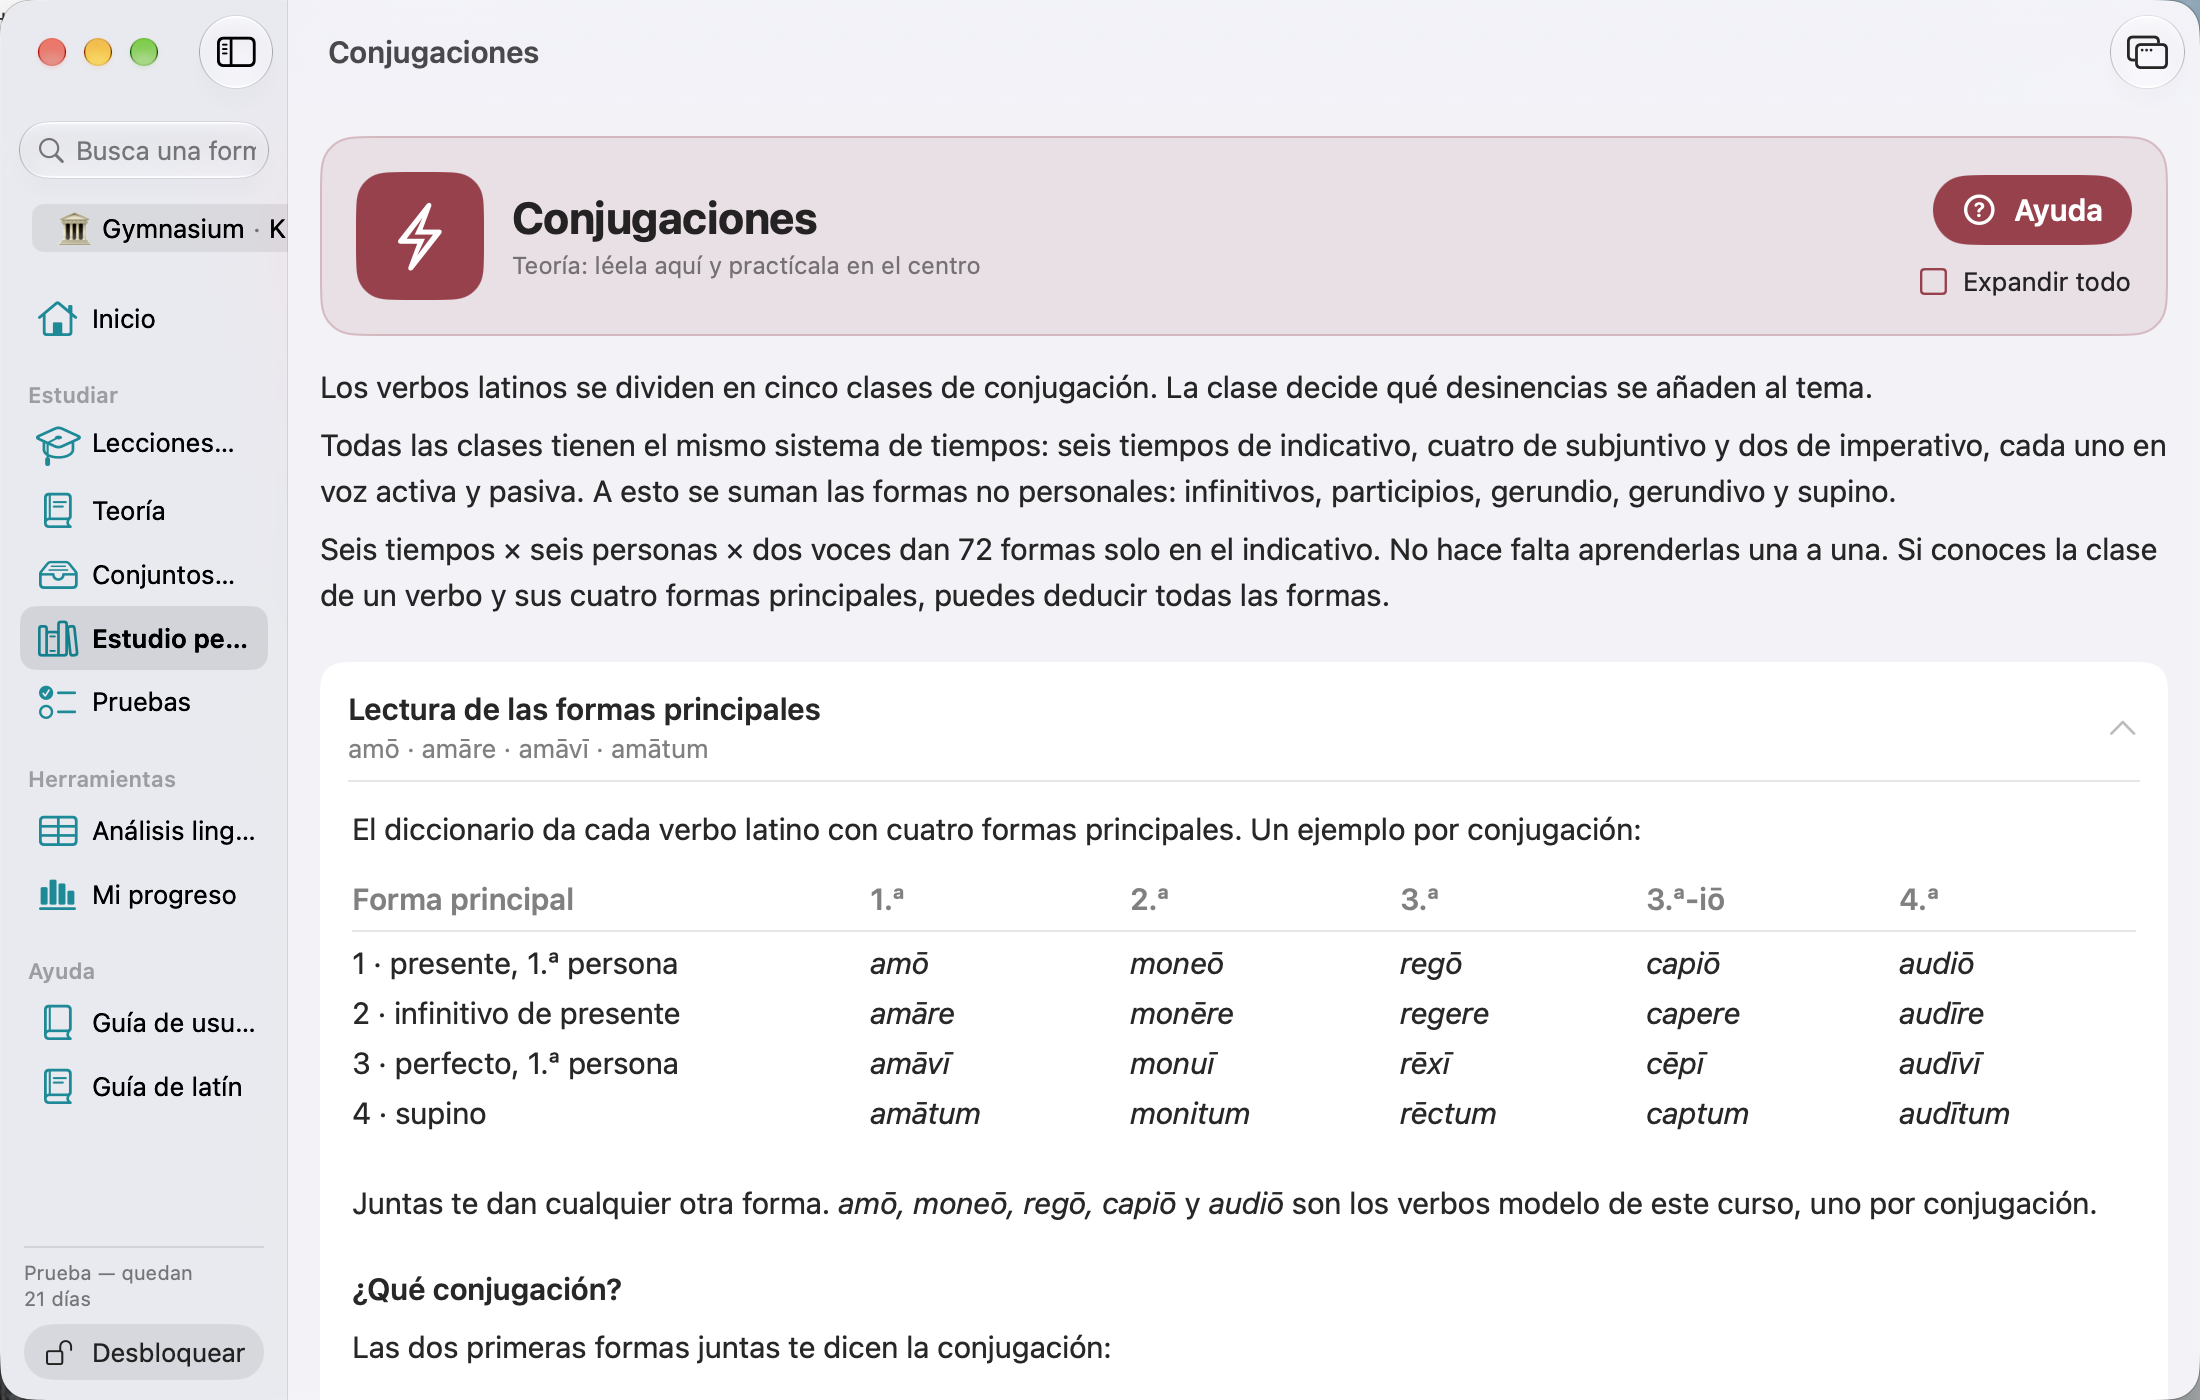 Conjugaciones
Busca una form
Gymnasium · K
Inicio
Estudiar
Lecciones...
Teoría
Conjuntos...
Estudio pe...
Pruebas
Herramientas
Análisis ling...
Mi progreso
Ayuda
Guía de usu...
Guía de latín
Prueba — quedan
21 días
Desbloquear
Conjugaciones
Teoría: léela aquí y practícala en el centro
Ayuda
Expandir todo
Los verbos latinos se dividen en cinco clases de conjugación. La clase decide qué desinencias se añaden al tema.
Todas las clases tienen el mismo sistema de tiempos: seis tiempos de indicativo, cuatro de subjuntivo y dos de imperativo, cada uno en
voz activa y pasiva. A esto se suman las formas no personales: infinitivos, participios, gerundio, gerundivo y supino.
Seis tiempos × seis personas × dos voces dan 72 formas solo en el indicativo. No hace falta aprenderlas una a una. Si conoces la clase
de un verbo y sus cuatro formas principales, puedes deducir todas las formas.
Lectura de las formas principales
amō · amāre · amāvī · amātum
El diccionario da cada verbo latino con cuatro formas principales. Un ejemplo por conjugación:
Forma principal 1.ª 2.ª 3.ª 3.ª-iō 4.ª
1 · presente, 1.ª persona amō moneō regō capiō audiō
2 · infinitivo de presente amāre monēre regere capere audīre
3 · perfecto, 1.ª persona amāvī monuī rēxī cēpī audīvī
4 · supino amātum monitum rēctum captum audītum
Juntas te dan cualquier otra forma. amō, moneō, regō, capiō y audiō son los verbos modelo de este curso, uno por conjugación.
¿Qué conjugación?
Las dos primeras formas juntas te dicen la conjugación: